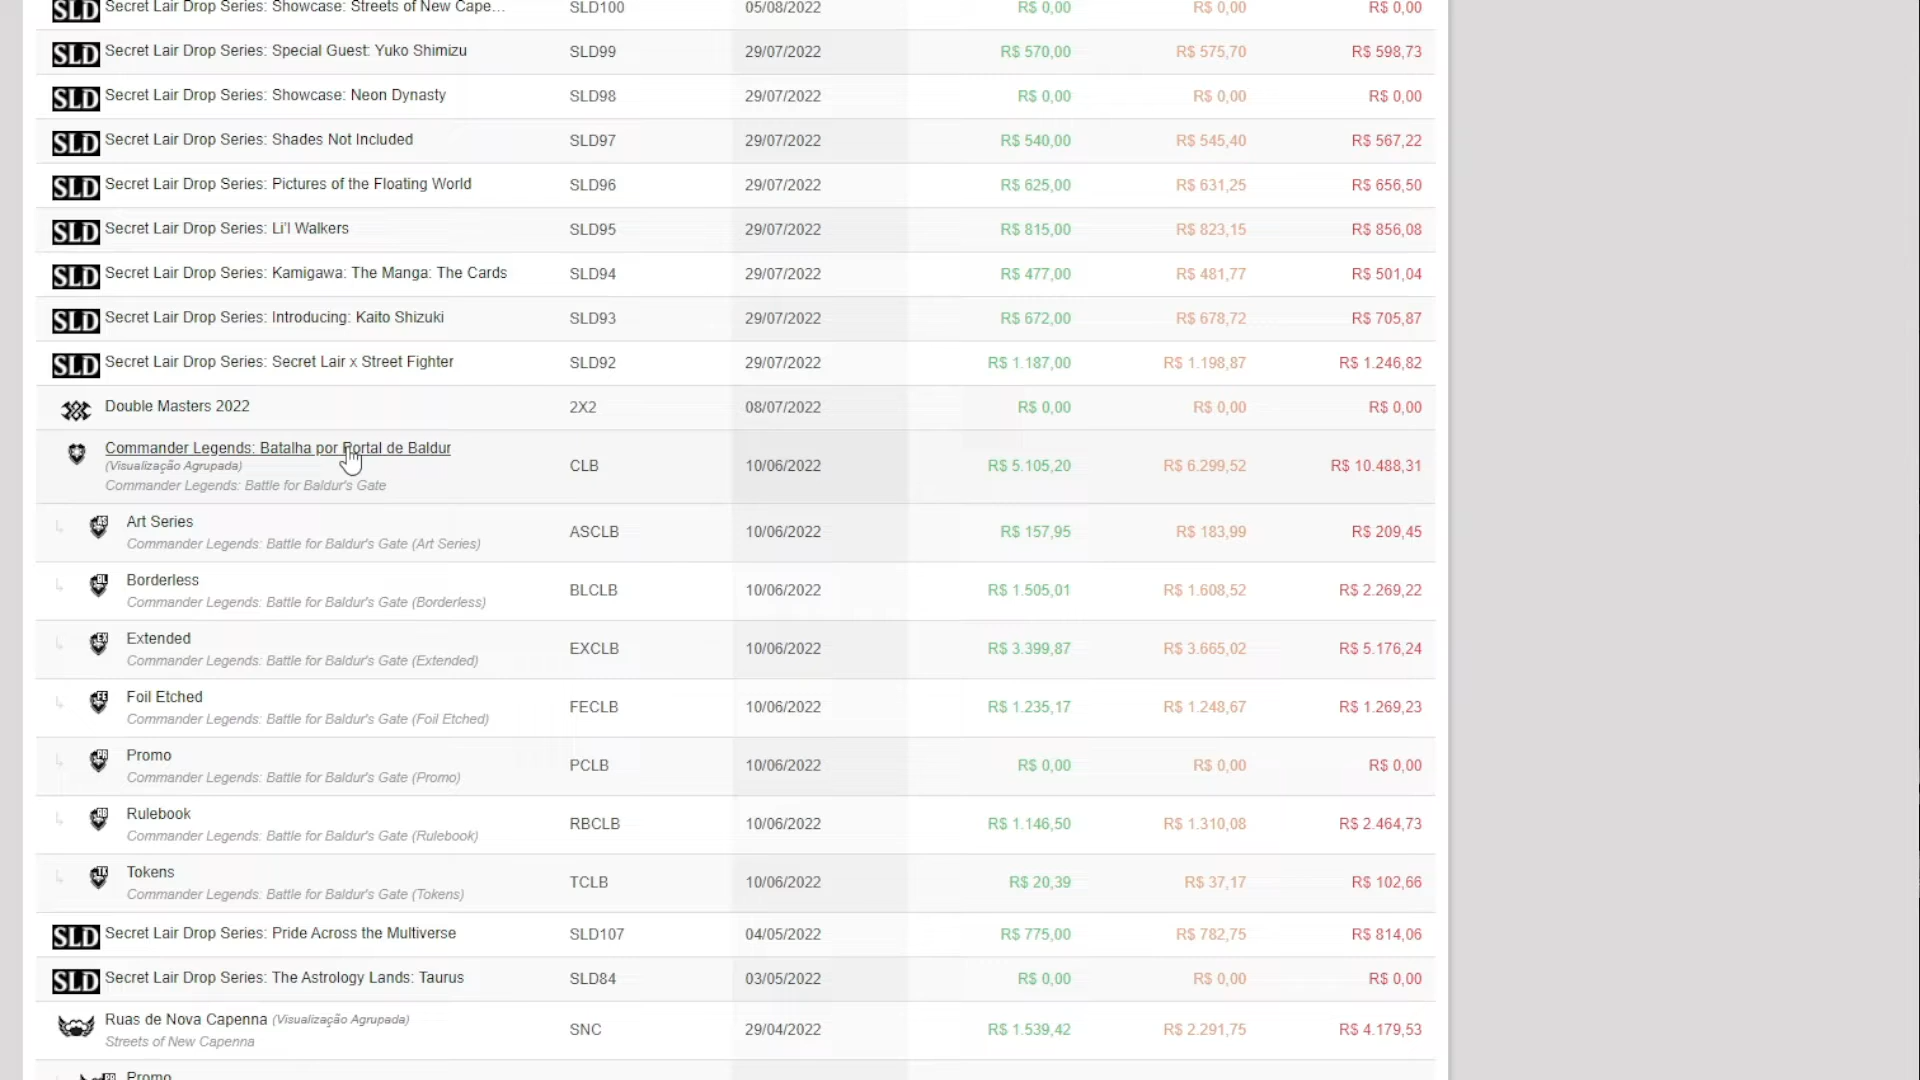 SLD Secret Lair Drop Series: Showcase: Streets of New Cape... SLD100 05/08/2022 R$ 0,00 R$ 0,00 R$ 0,00
SLD Secret Lair Drop Series: Special Guest: Yuko Shimizu SLD99 29/07/2022 R$ 570,00 R$ 575,70 R$ 598,73
SLD Secret Lair Drop Series: Showcase: Neon Dynasty SLD98 29/07/2022 R$ 0,00 R$ 0,00 R$ 0,00
SLD Secret Lair Drop Series: Shades Not Included SLD97 29/07/2022 R$ 540,00 R$ 545,40 R$ 567,22
SLD Secret Lair Drop Series: Pictures of the Floating World SLD96 29/07/2022 R$ 625,00 R$ 631,25 R$ 656,50
SLD Secret Lair Drop Series: Li'l Walkers SLD95 29/07/2022 R$ 815,00 R$ 823,15 R$ 856,08
SLD Secret Lair Drop Series: Kamigawa: The Manga: The Cards SLD94 29/07/2022 R$ 477,00 R$ 481,77 R$ 501,04
SLD Secret Lair Drop Series: Introducing: Kaito Shizuki SLD93 29/07/2022 R$ 672,00 R$ 678,72 R$ 705,87
SLD Secret Lair Drop Series: Secret Lair x Street Fighter SLD92 29/07/2022 R$ 1.187,00 R$ 1.198,87 R$ 1.246,82
Double Masters 2022 2X2 08/07/2022 R$ 0,00 R$ 0,00 R$ 0,00
Commander Legends: Batalha por Portal de Baldur
(Visualização Agrupada) CLB 10/06/2022 R$ 5.105,20 R$ 6.299,52 R$ 10.488,31
Commander Legends: Battle for Baldur's Gate
Art Series ASCLB 10/06/2022 R$ 157,95 R$ 183,99 R$ 209,45
Commander Legends: Battle for Baldur's Gate (Art Series)
Borderless BLCLB 10/06/2022 R$ 1.505,01 R$ 1.608,52 R$ 2.269,22
Commander Legends: Battle for Baldur's Gate (Borderless)
Extended EXCLB 10/06/2022 R$ 3.399,87 R$ 3.665,02 R$ 5.176,24
Commander Legends: Battle for Baldur's Gate (Extended)
Foil Etched FECLB 10/06/2022 R$ 1.235,17 R$ 1.248,67 R$ 1.269,23
Commander Legends: Battle for Baldur's Gate (Foil Etched)
Promo PCLB 10/06/2022 R$ 0,00 R$ 0,00 R$ 0,00
Commander Legends: Battle for Baldur's Gate (Promo)
Rulebook RBCLB 10/06/2022 R$ 1.146,50 R$ 1.310,08 R$ 2.464,73
Commander Legends: Battle for Baldur's Gate (Rulebook)
Tokens TCLB 10/06/2022 R$ 20,39 R$ 37,17 R$ 102,66
Commander Legends: Battle for Baldur's Gate (Tokens)
SLD Secret Lair Drop Series: Pride Across the Multiverse SLD107 04/05/2022 R$ 775,00 R$ 782,75 R$ 814,06
SLD Secret Lair Drop Series: The Astrology Lands: Taurus SLD84 03/05/2022 R$ 0,00 R$ 0,00 R$ 0,00
Ruas de Nova Capenna (Visualização Agrupada) SNC 29/04/2022 R$ 1.539,42 R$ 2.291,75 R$ 4.179,53
Streets of New Capenna
Promo